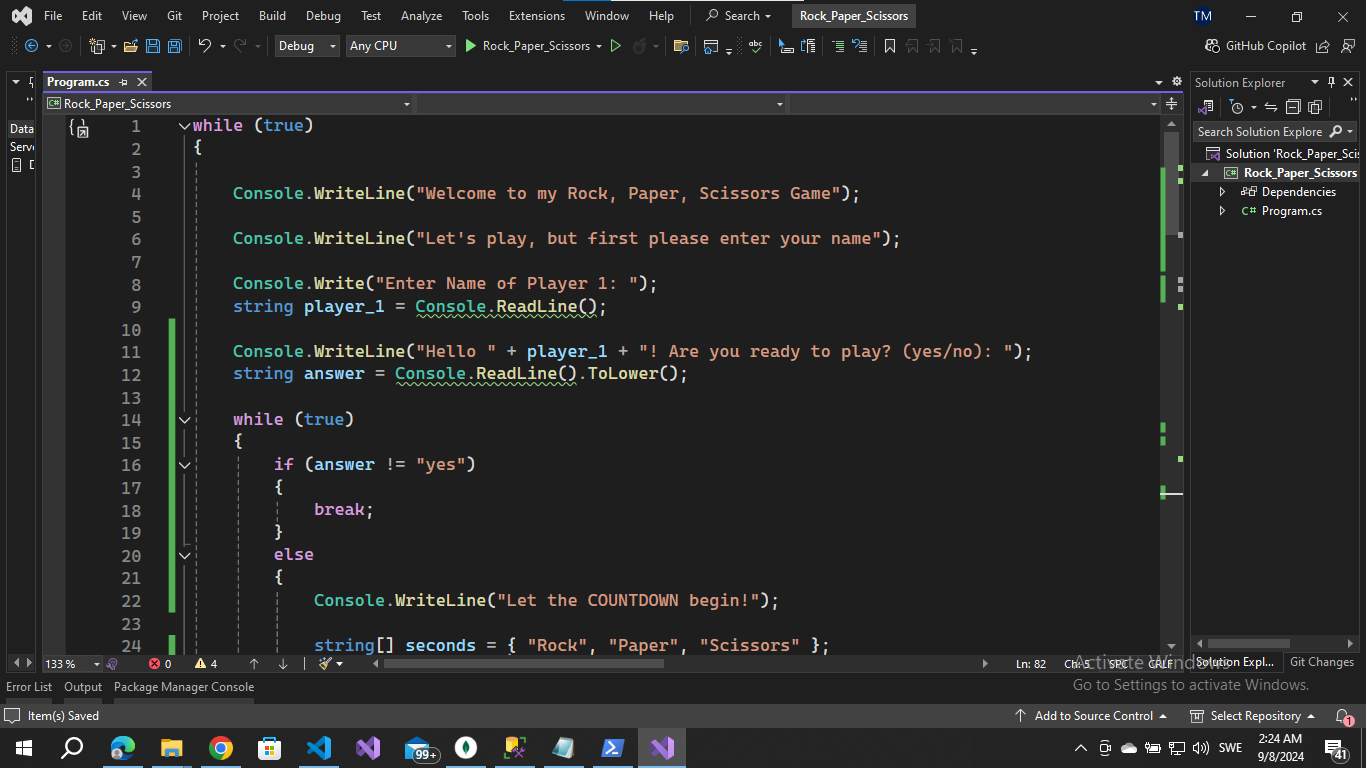 File Edit View Git Project Build Debug Test Analyze Tools Extensions Window Help Search Rock_Paper_Scissors TM
Debug Any CPU Rock_Paper_Scissors GitHub Copilot
Program.cs
Rock_Paper_Scissors
Data
Serv
1 while (true)
2 {
3
4 Console.WriteLine("Welcome to my Rock, Paper, Scissors Game");
5
6 Console.WriteLine("Let's play, but first please enter your name");
7
8 Console.Write("Enter Name of Player 1: ");
9 string player_1 = Console.ReadLine();
10
11 Console.WriteLine("Hello " + player_1 + "! Are you ready to play? (yes/no): ");
12 string answer = Console.ReadLine().ToLower();
13
14 while (true)
15 {
16 if (answer != "yes")
17 {
18 break;
19 }
20 else
21 {
22 Console.WriteLine("Let the COUNTDOWN begin!");
23
24 string[] seconds = { "Rock", "Paper", "Scissors" };
133 % 0 4 Ln: 82 Ch: 5 SPC CRLF
Solution Explorer
Search Solution Explore
Solution 'Rock_Paper_Scis
Rock_Paper_Scissors
Dependencies
C# Program.cs
Solution Expl... Git Changes
Activate Windows
Go to Settings to activate Windows.
Error List Output Package Manager Console
Item(s) Saved Add to Source Control Select Repository 1
99+ SWE 2:24 AM
9/8/2024 41